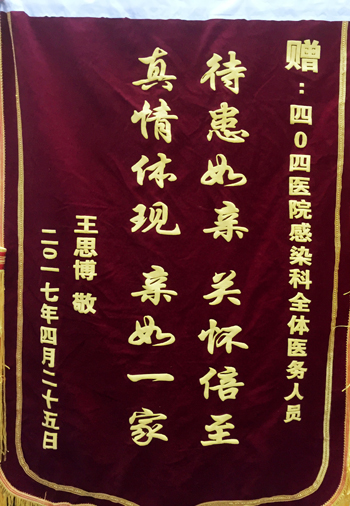 赠:四0四医院感染科全体医务人员
待患如亲 关怀倍至
真情体现 亲如一家
王思博 敬
二〇一七年四月二十五日